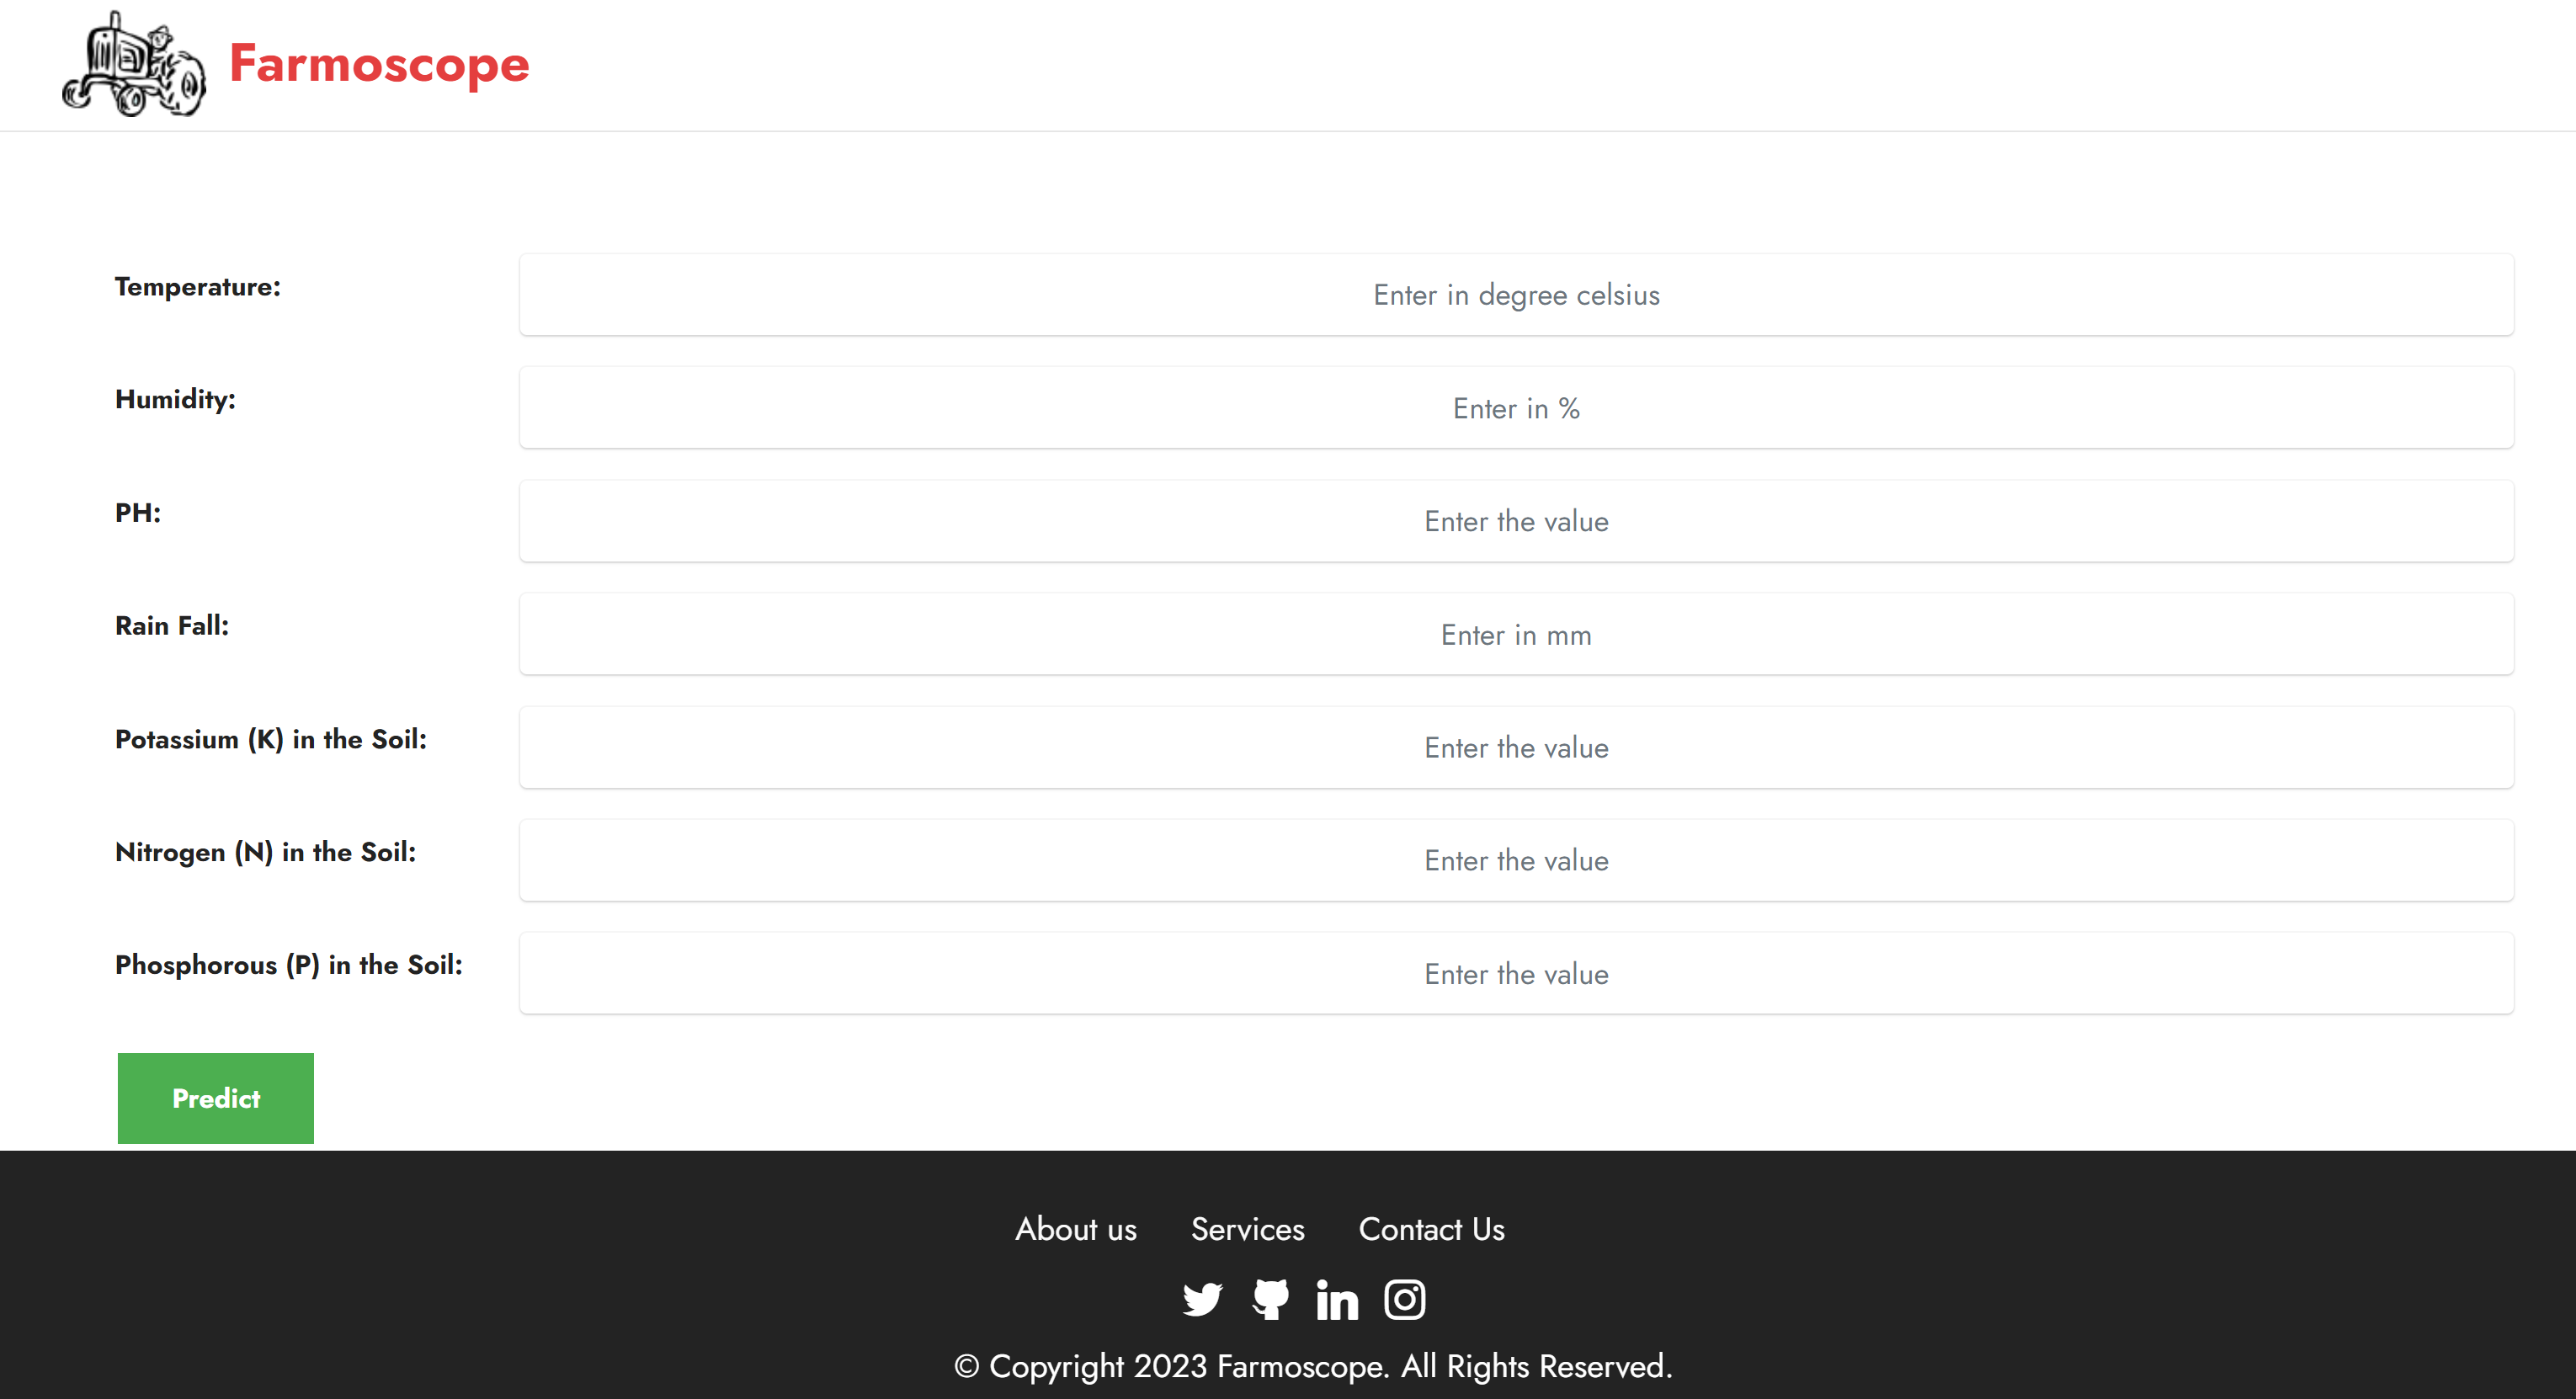 Farmoscope
Temperature: Enter in degree celsius
Humidity: Enter in %
PH: Enter the value
Rain Fall: Enter in mm
Potassium (K) in the Soil: Enter the value
Nitrogen (N) in the Soil: Enter the value
Phosphorous (P) in the Soil: Enter the value
Predict
About us Services Contact Us
© Copyright 2023 Farmoscope. All Rights Reserved.